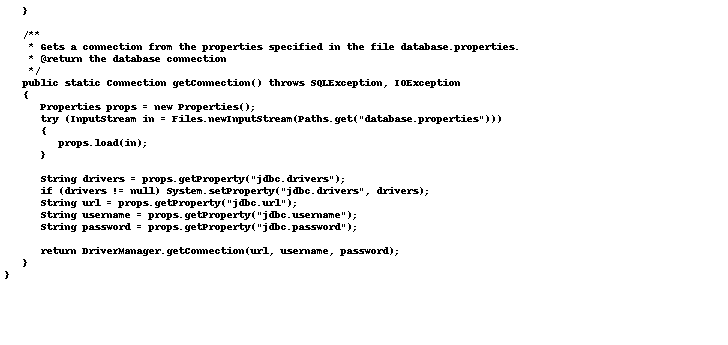 }
/**
* Gets a connection from the properties specified in the file database.properties.
* @return the database connection
*/
public static Connection getConnection() throws SQLException, IOException
{
Properties props = new Properties();
try (InputStream in = Files.newInputStream(Paths.get("database.properties")))
{
props.load(in);
}
String drivers = props.getProperty("jdbc.drivers");
if (drivers != null) System.setProperty("jdbc.drivers", drivers);
String url = props.getProperty("jdbc.url");
String username = props.getProperty("jdbc.username");
String password = props.getProperty("jdbc.password");
return DriverManager.getConnection(url, username, password);
}
}